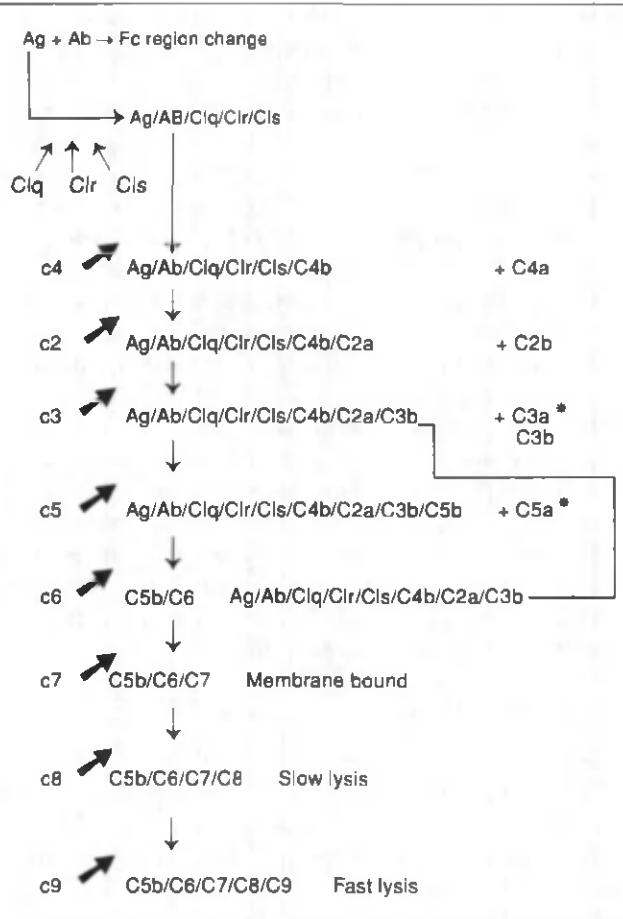 Ag + Ab → Fc region change
Ag/AB/Clq/Clr/Cls
Clq Clr Cls
c4 Ag/Ab/Clq/Clr/Cls/C4b + C4a
c2 Ag/Ab/Clq/Clr/Cls/C4b/C2a + C2b
c3 Ag/Ab/Clq/Clr/Cls/C4b/C2a/C3b + C3a *
C3b
c5 Ag/Ab/Clq/Clr/Cls/C4b/C2a/C3b/C5b + C5a *
c6 C5b/C6 Ag/Ab/Clq/Clr/Cls/C4b/C2a/C3b
c7 C5b/C6/C7 Membrane bound
c8 C5b/C6/C7/C8 Slow lysis
c9 C5b/C6/C7/C8/C9 Fast lysis